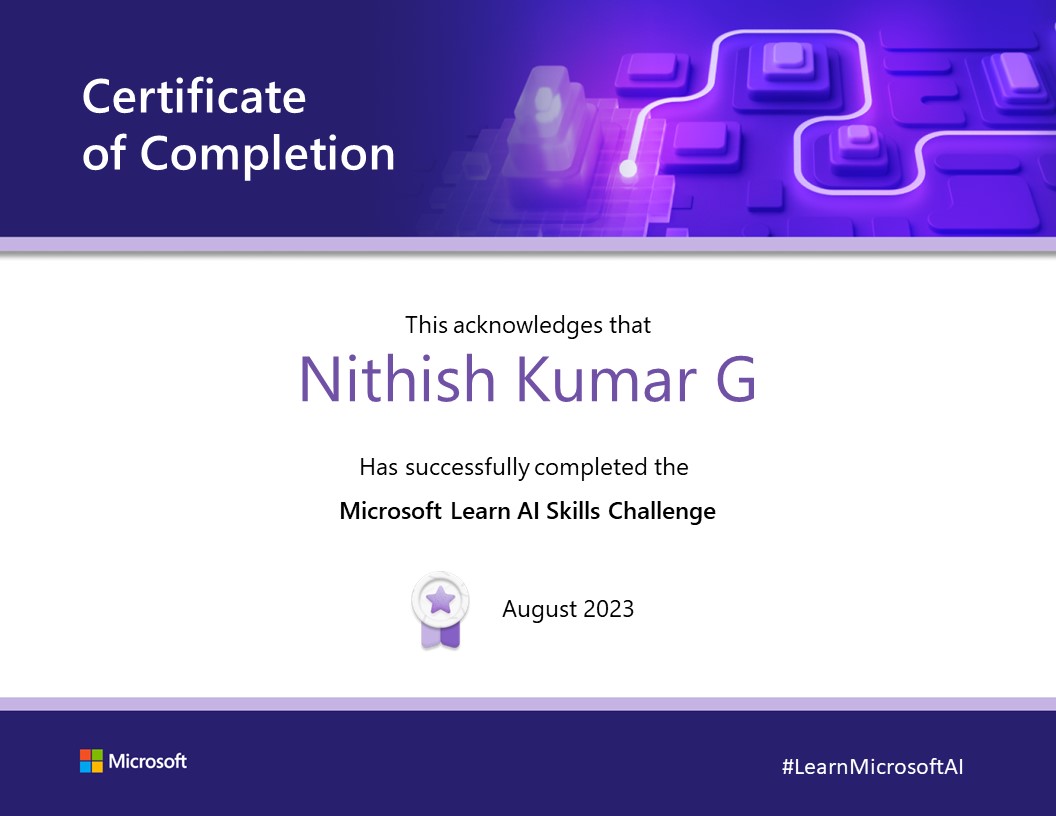 Certificate
of Completion
This acknowledges that
Nithish Kumar G
Has successfully completed the
Microsoft Learn AI Skills Challenge
August 2023
Microsoft
#LearnMicrosoftAI